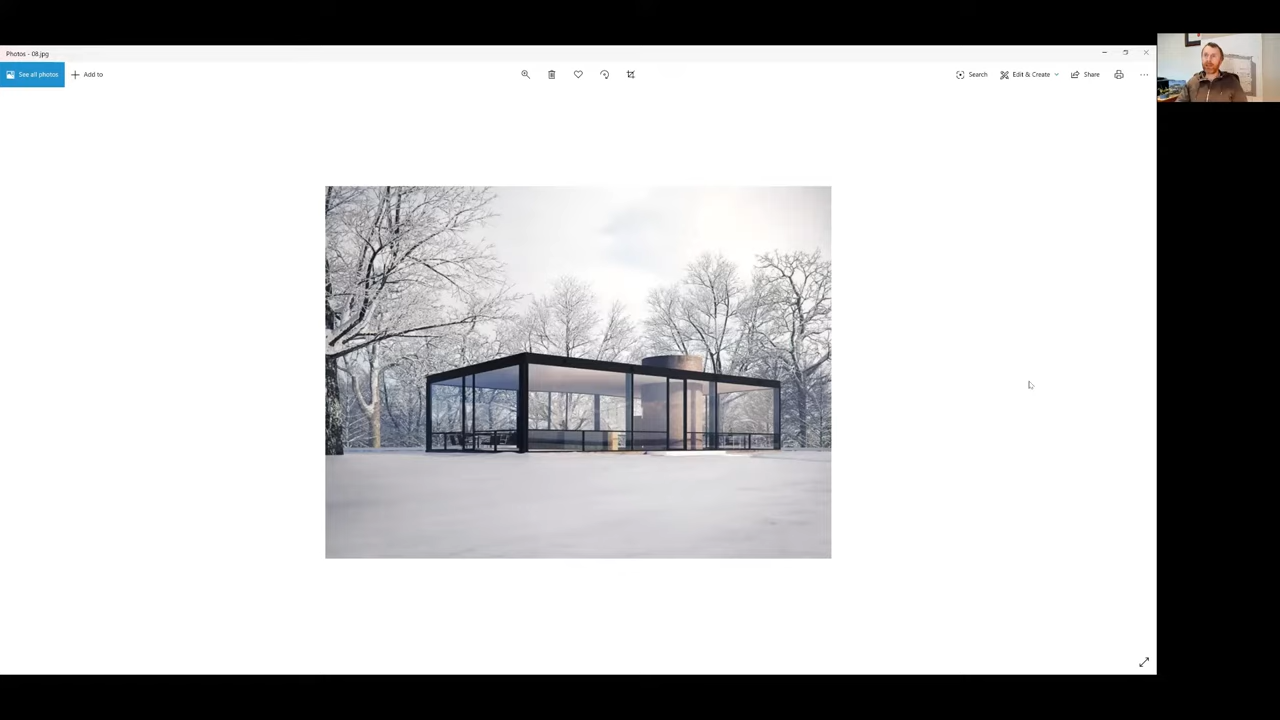 Photos - 08.jpg
See all photos
Add to
Search
Edit & Create
Share